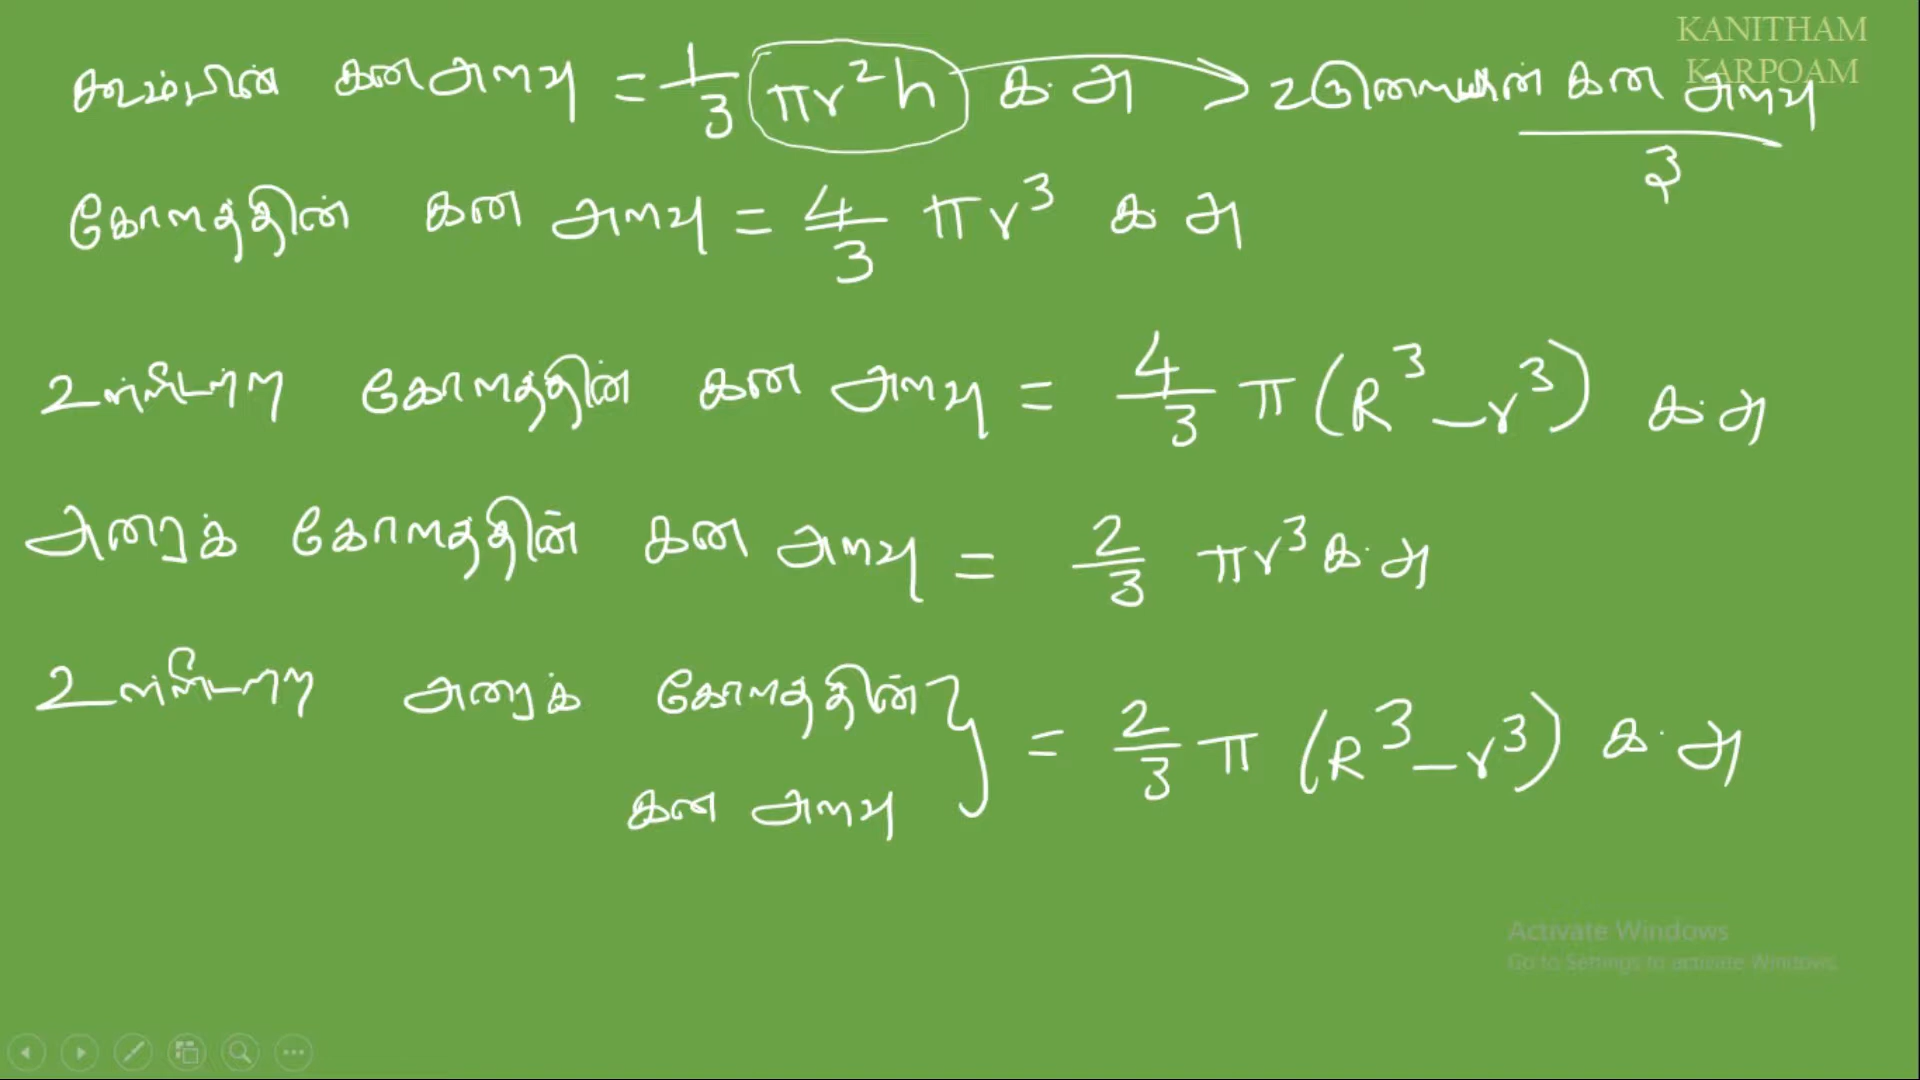 KANITHAM
KARPOAM
கூம்பின் கன அளவு = 1/3 πr²h க.அ → உருளையின் கன அளவு / 3
கோளத்தின் கன அளவு = 4/3 πr³ க.அ
உள்ளீடற்ற கோளத்தின் கன அளவு = 4/3 π(R³ – r³) க.அ
அரைக் கோளத்தின் கன அளவு = 2/3 πr³ க.அ
உள்ளீடற்ற அரைக் கோளத்தின்
கன அளவு } = 2/3 π (R³ – r³) க.அ
Activate Windows
Go to Settings to activate Windows.